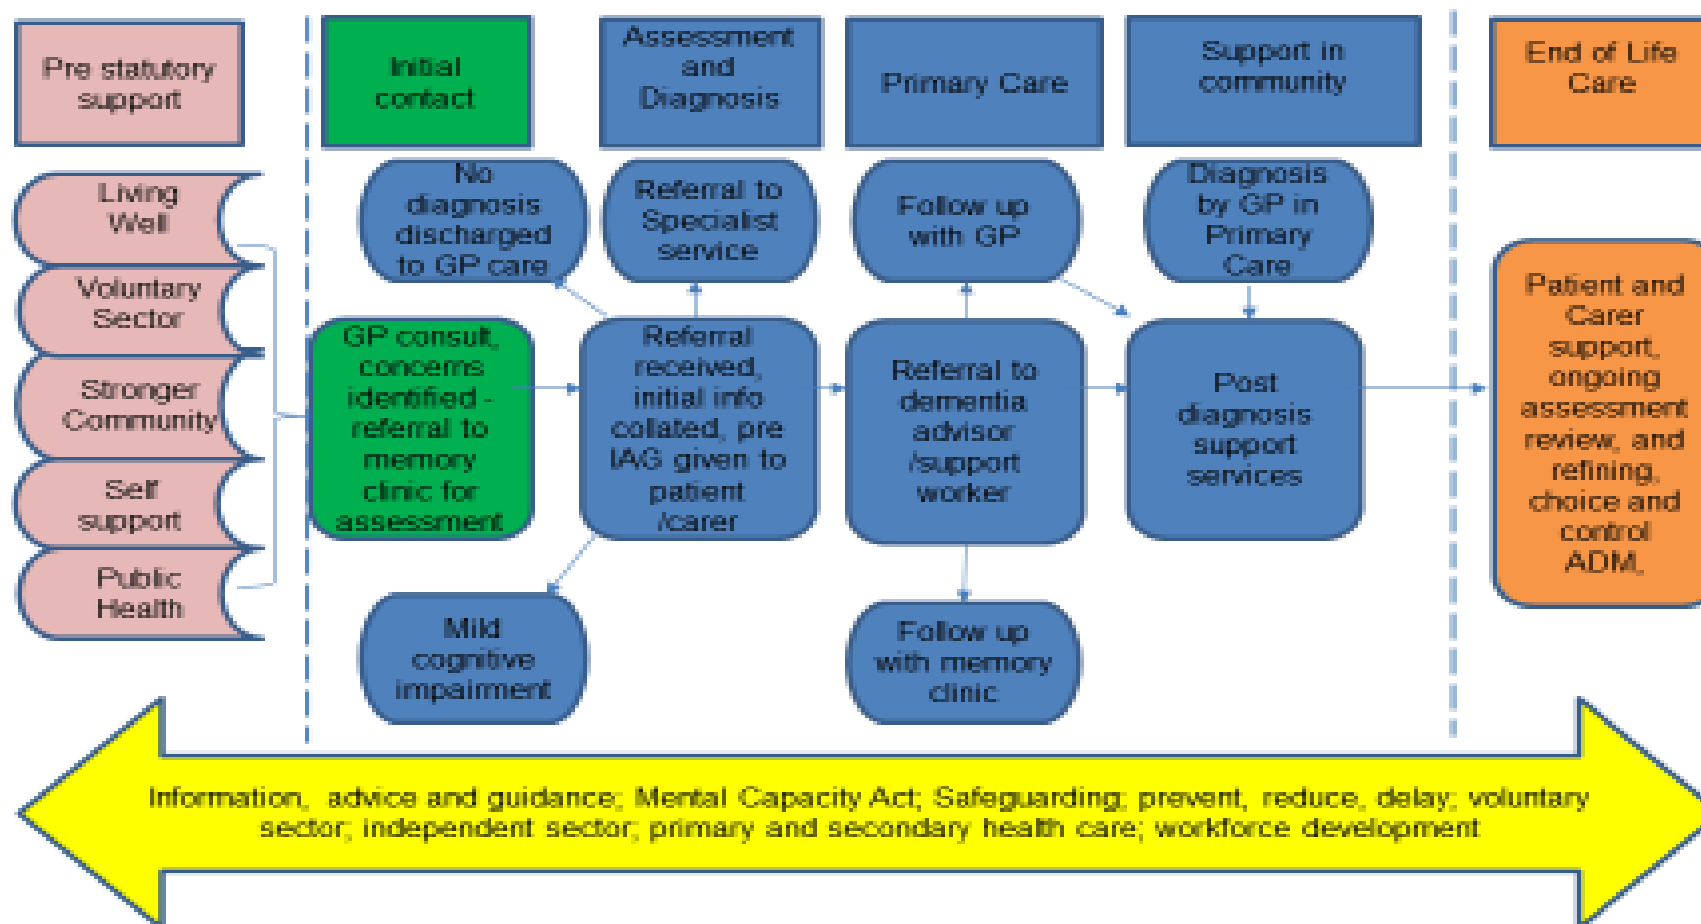 Pre statutory
support
Initial
contact
Assessment
and
Diagnosis
Primary Care
Support in
community
End of Life
Care
Living
Well
Voluntary
Sector
Stronger
Community
Self
support
Public
Health
No
diagnosis
discharged
to GP care
Referral to
Specialist
service
Follow up
with GP
Diagnosis
by GP in
Primary
Care
GP consult,
concerns
identified -
referral to
memory
clinic for
assessment
Referral
received,
initial info
collated, pre
IAG given to
patient
/carer
Referral to
dementia
advisor
/support
worker
Post
diagnosis
support
services
Patient and
Carer
support,
ongoing
assessment
review, and
refining,
choice and
control
ADM,
Mild
cognitive
impairment
Follow up
with memory
clinic
Information, advice and guidance; Mental Capacity Act; Safeguarding; prevent, reduce, delay; voluntary
sector; independent sector; primary and secondary health care; workforce development